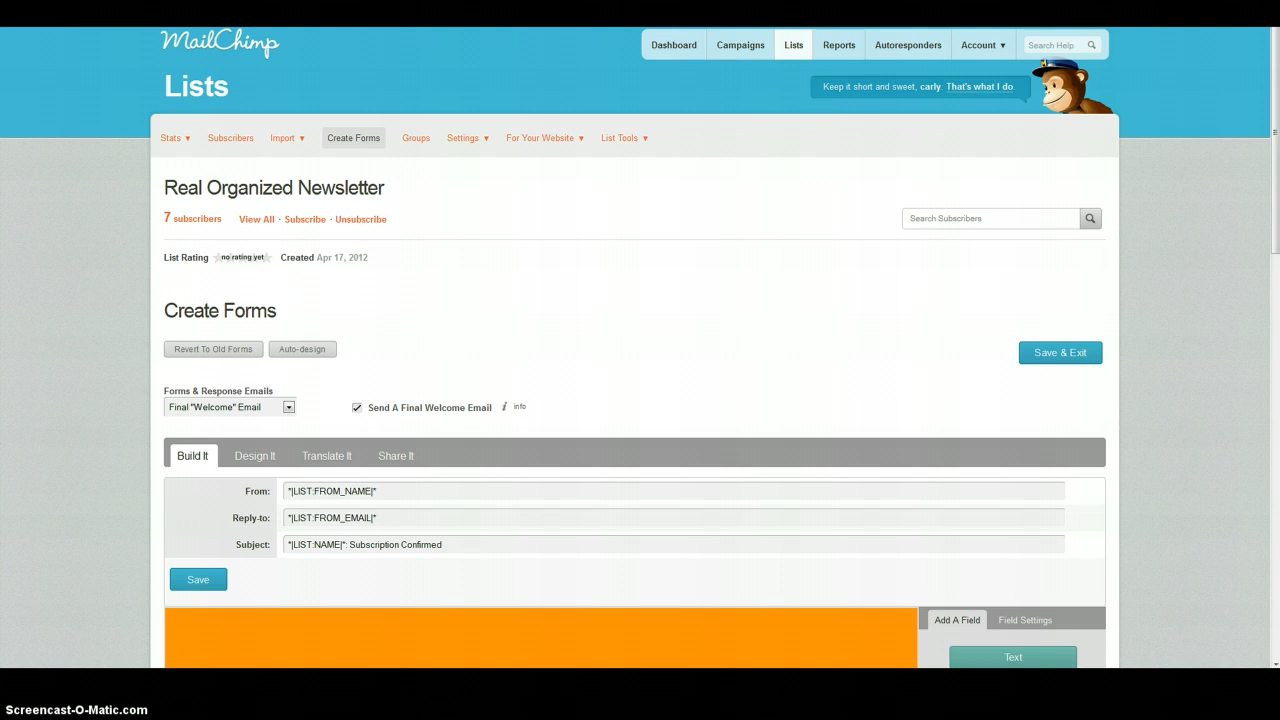 MailChimp
Dashboard Campaigns Lists Reports Autoresponders Account ▾ Search Help
Lists
Keep it short and sweet, carly. That's what I do.
Stats ▾ Subscribers Import ▾ Create Forms Groups Settings ▾ For Your Website ▾ List Tools ▾
Real Organized Newsletter
7 subscribers View All · Subscribe · Unsubscribe
Search Subscribers
List Rating no rating yet Created Apr 17, 2012
Create Forms
Revert To Old Forms Auto-design
Save & Exit
Forms & Response Emails
Final "Welcome" Email Send A Final Welcome Email i info
Build It Design It Translate It Share It
From: *|LIST:FROM_NAME|*
Reply-to: *|LIST:FROM_EMAIL|*
Subject: *|LIST:NAME|*: Subscription Confirmed
Save
Add A Field Field Settings
Text
Screencast-O-Matic.com